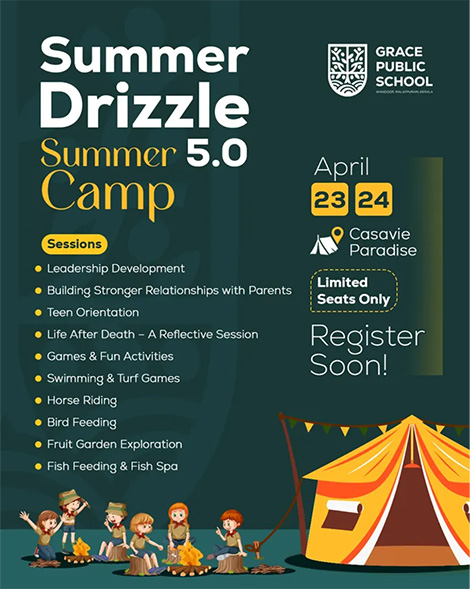 Summer
Drizzle
Summer 5.0
Camp
GRACE
PUBLIC
SCHOOL
April
23 24
Casavie
Paradise
Limited
Seats Only
Register
Soon!
Sessions
Leadership Development
Building Stronger Relationships with Parents
Teen Orientation
Life After Death – A Reflective Session
Games & Fun Activities
Swimming & Turf Games
Horse Riding
Bird Feeding
Fruit Garden Exploration
Fish Feeding & Fish Spa